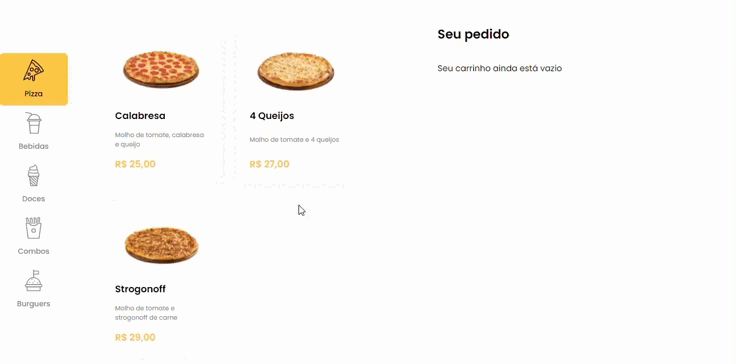 Pizza
Bebidas
Doces
Combos
Burguers
Calabresa
Molho de tomate, calabresa
e queijo
R$ 25,00
4 Queijos
Molho de tomate e 4 queijos
R$ 27,00
Strogonoff
Molho de tomate e
strogonoff de carne
R$ 29,00
Seu pedido
Seu carrinho ainda está vazio